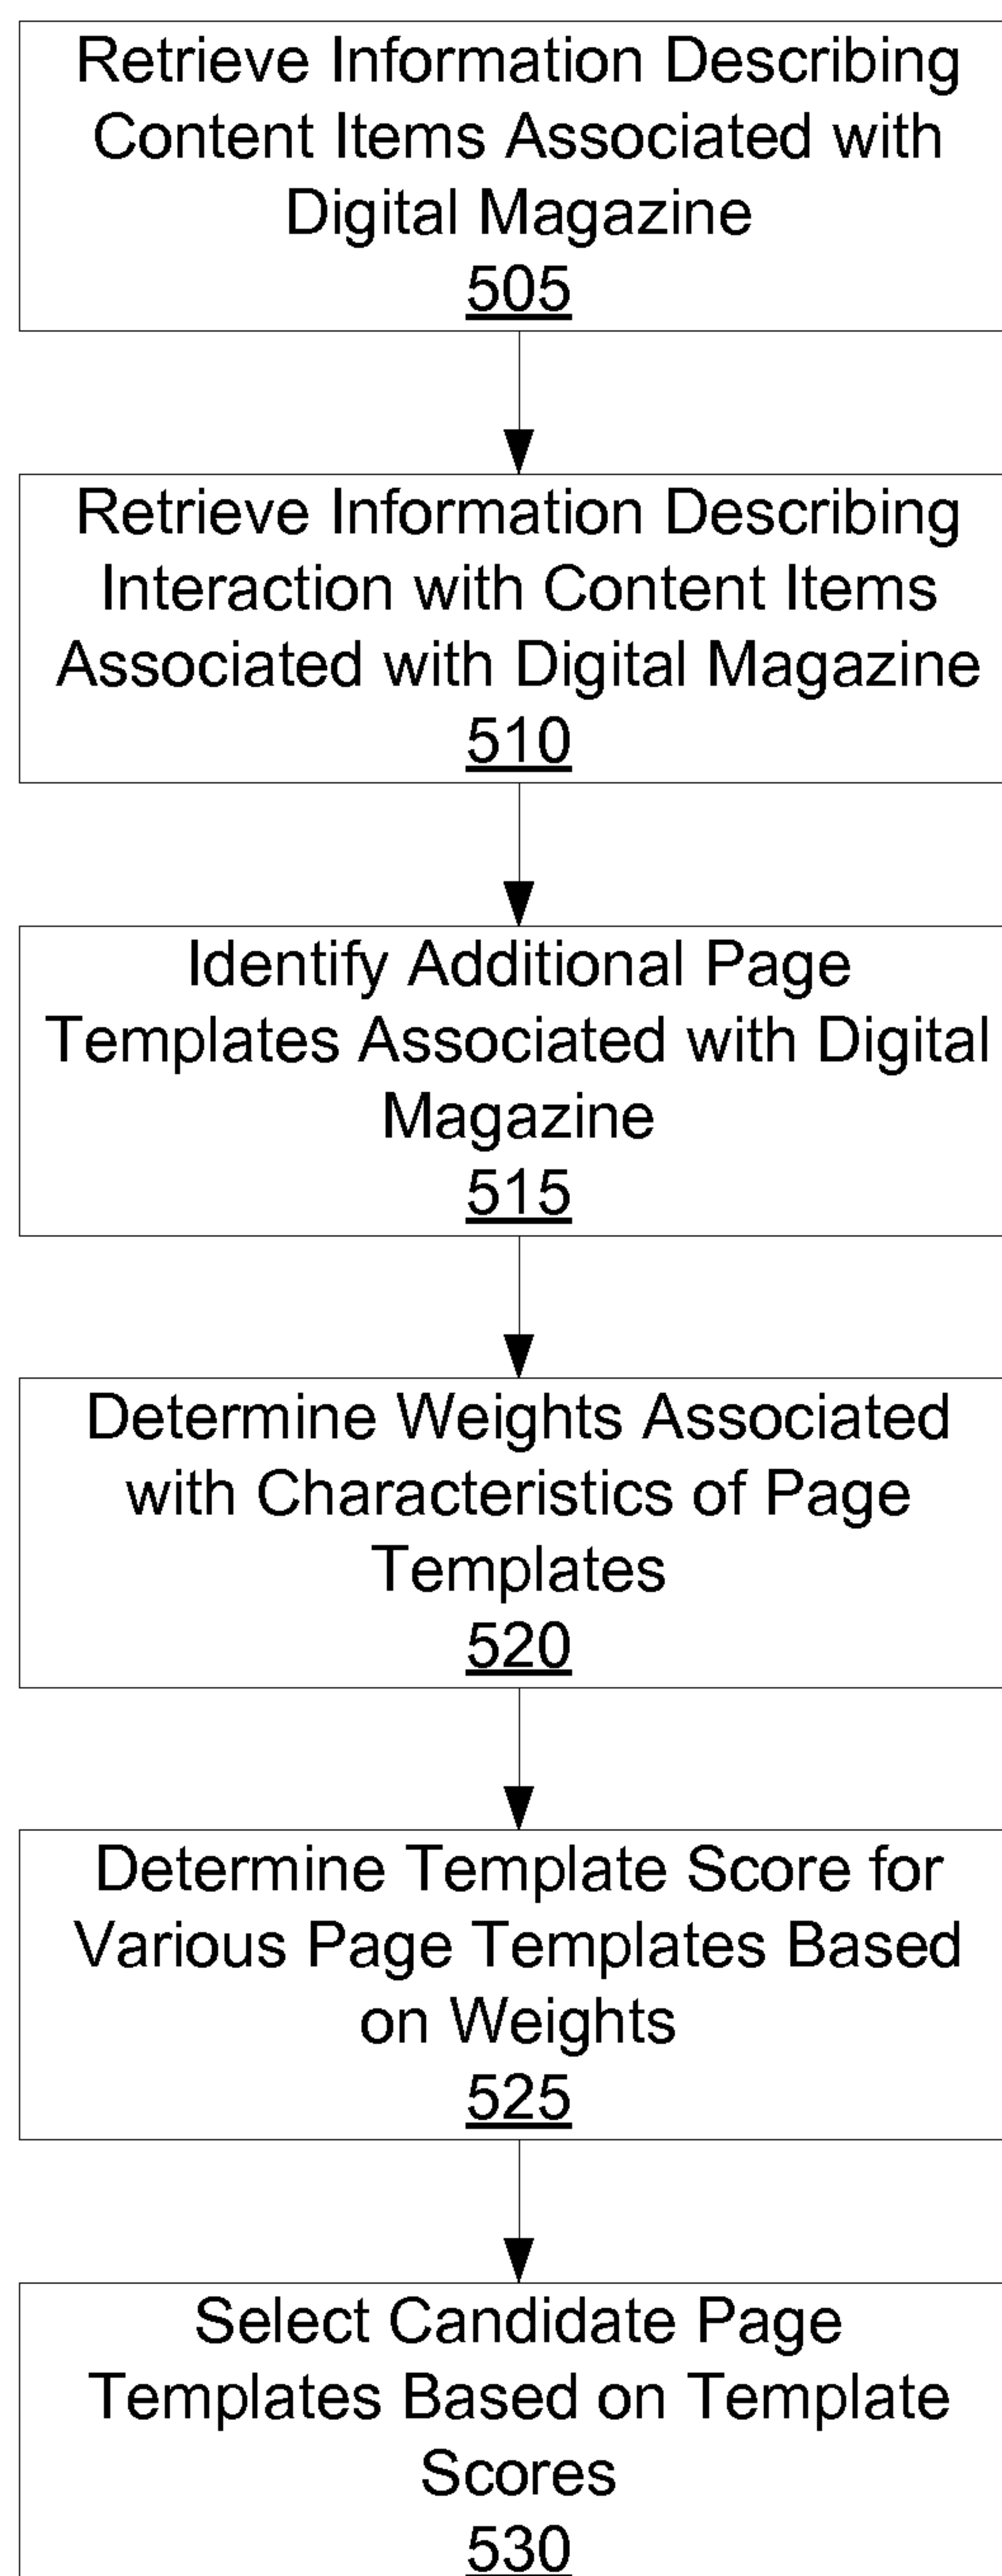 Retrieve Information Describing
Content Items Associated with
Digital Magazine
505
Retrieve Information Describing
Interaction with Content Items
Associated with Digital Magazine
510
Identify Additional Page
Templates Associated with Digital
Magazine
515
Determine Weights Associated
with Characteristics of Page
Templates
520
Determine Template Score for
Various Page Templates Based
on Weights
525
Select Candidate Page
Templates Based on Template
Scores
530